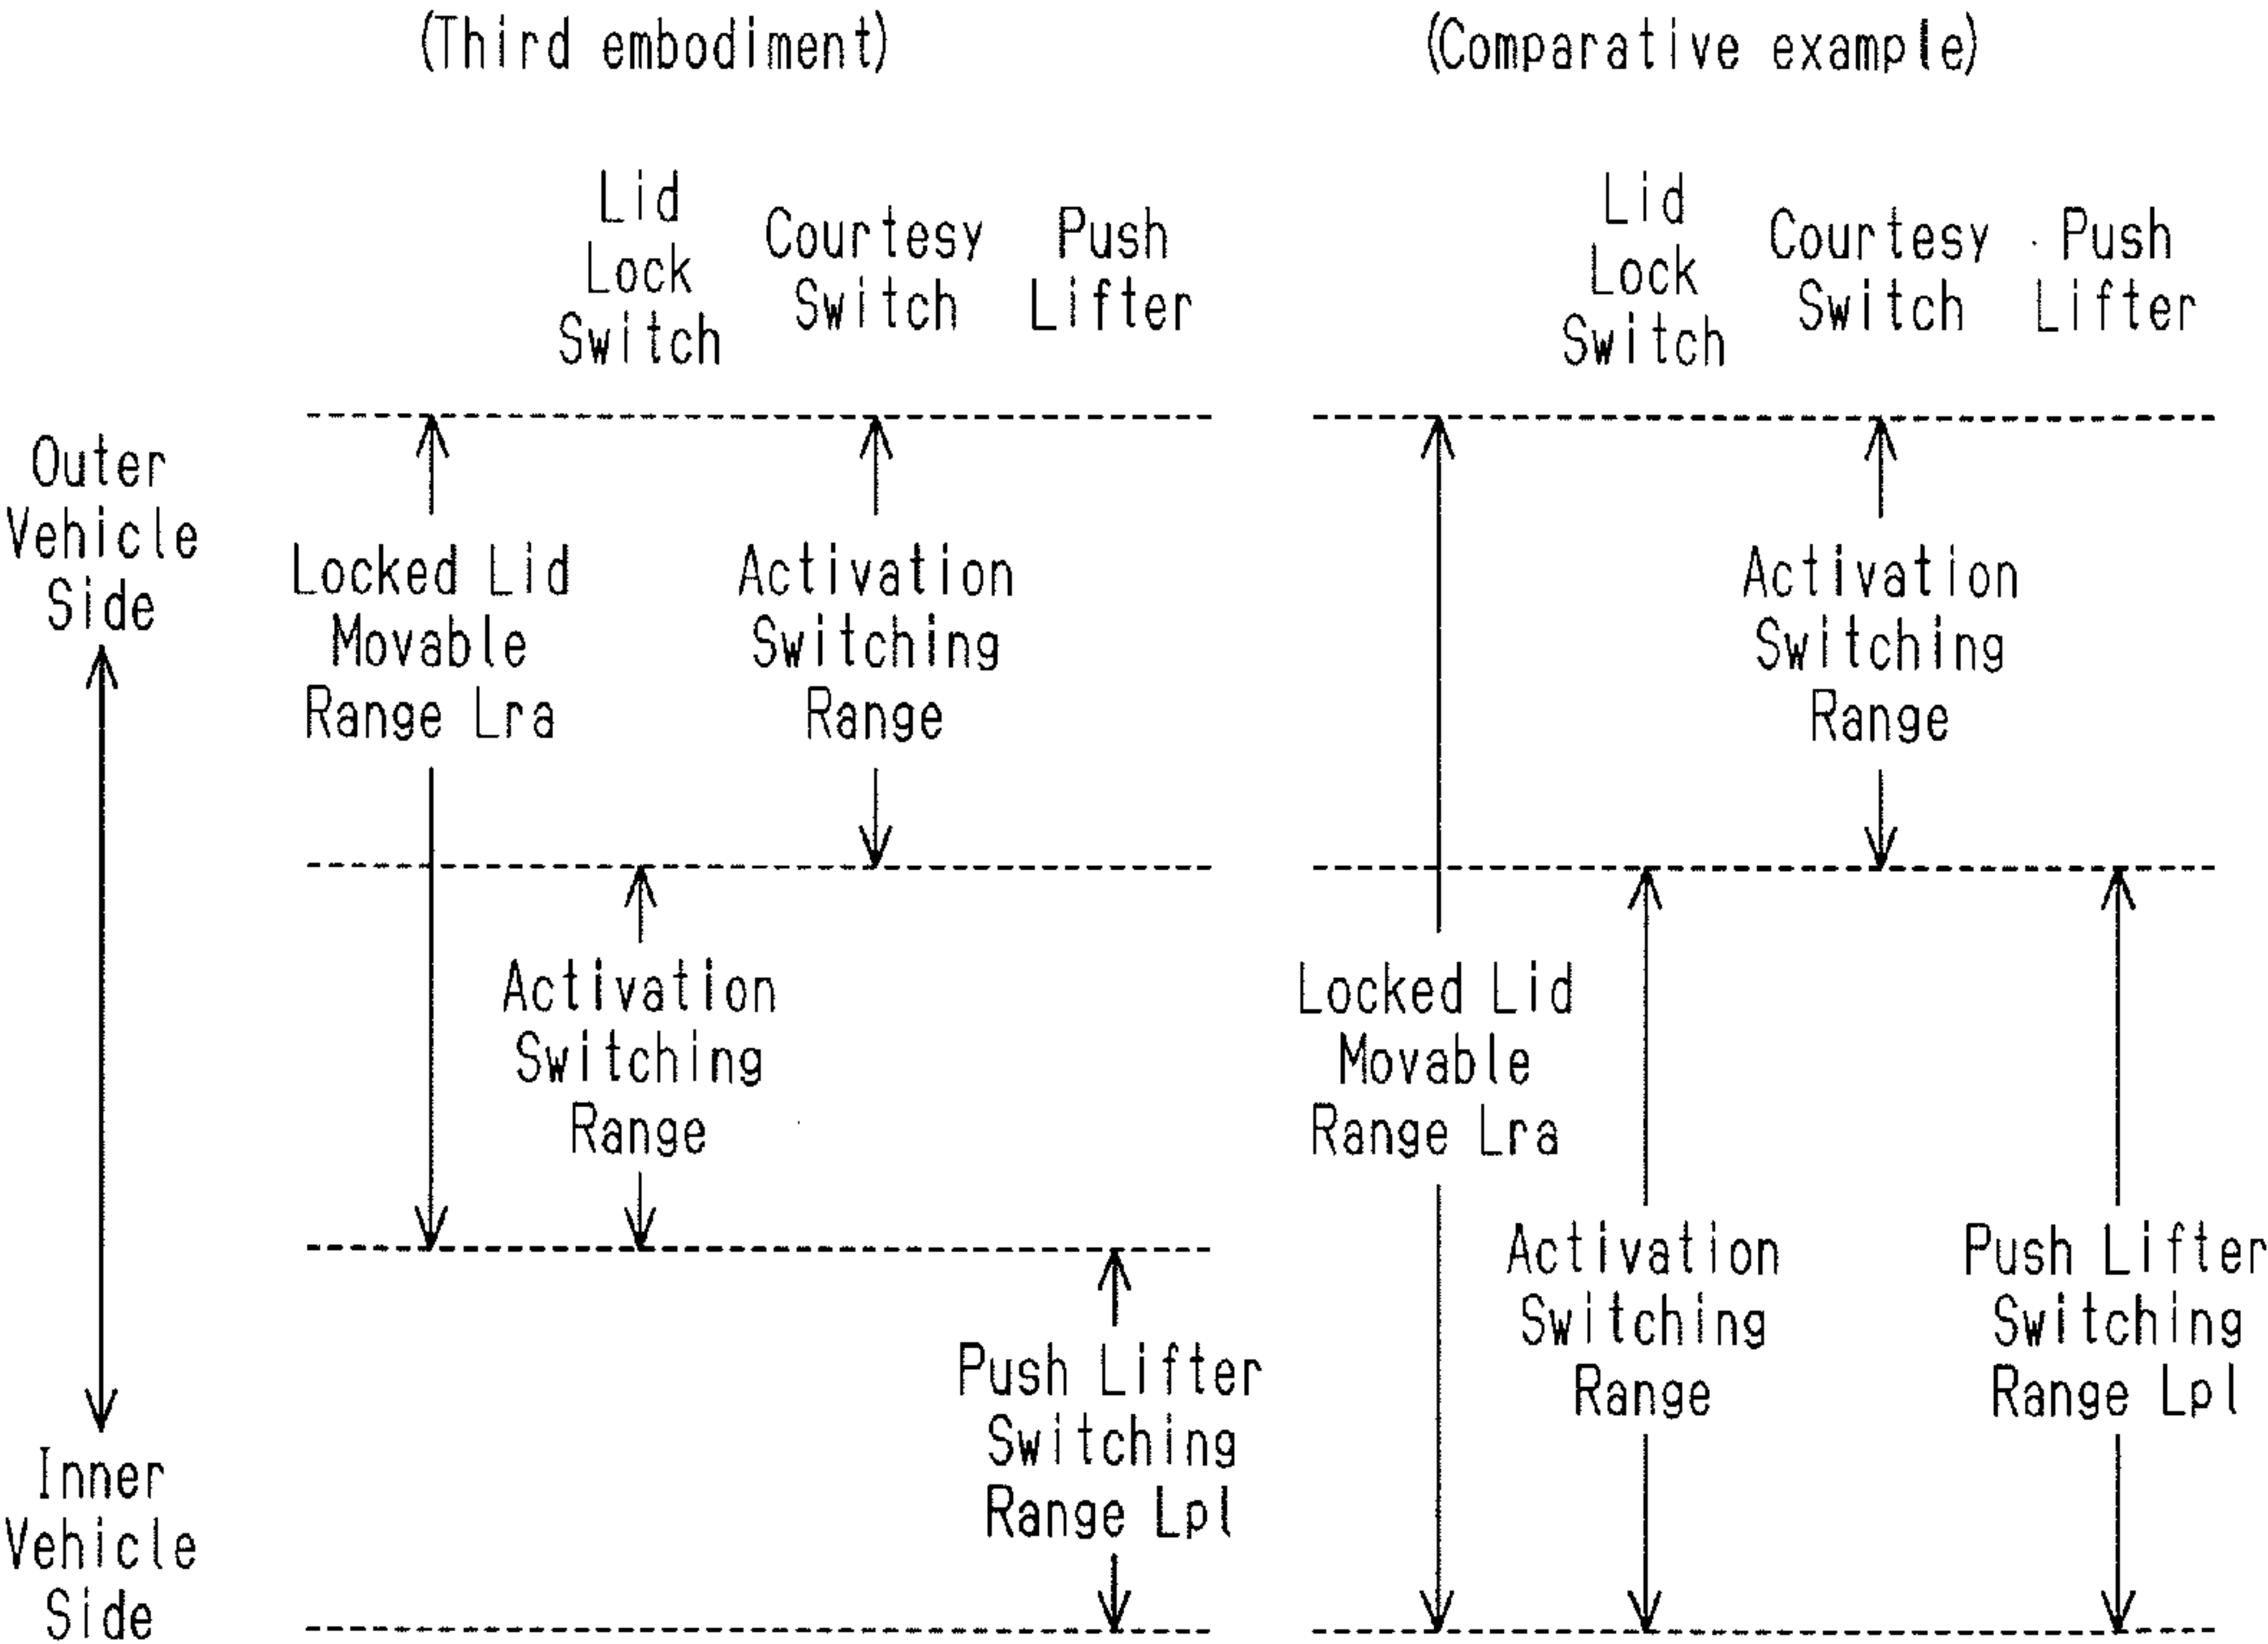 (Third embodiment)
(Comparative example)
Lid
Lock
Switch
Courtesy
Switch
Push
Lifter
Lid
Lock
Switch
Courtesy
Switch
Push
Lifter
Outer
Vehicle
Side
Locked Lid
Movable
Range Lra
Activation
Switching
Range
Activation
Switching
Range
Activation
Switching
Range
Locked Lid
Movable
Range Lra
Activation
Switching
Range
Push Lifter
Switching
Range Lpl
Push Lifter
Switching
Range Lpl
Inner
Vehicle
Side